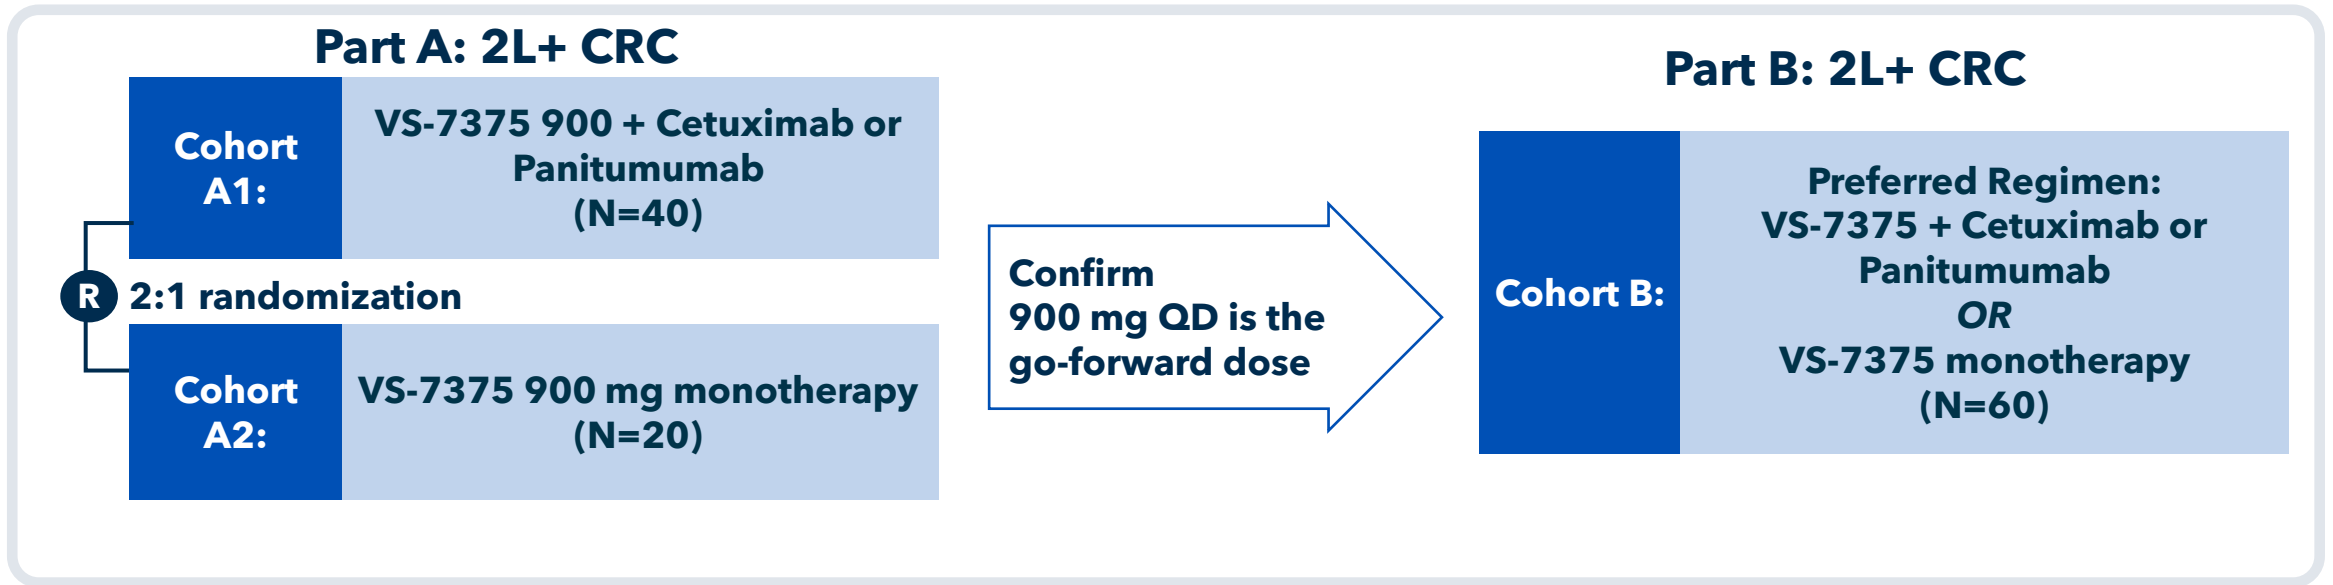 Part A: 2L+ CRC
Cohort
A1:
VS-7375 900 + Cetuximab or
Panitumumab
(N=40)
R
2:1 randomization
Cohort
A2:
VS-7375 900 mg monotherapy
(N=20)
Confirm
900 mg QD is the
go-forward dose
Part B: 2L+ CRC
Cohort B:
Preferred Regimen:
VS-7375 + Cetuximab or
Panitumumab
OR
VS-7375 monotherapy
(N=60)